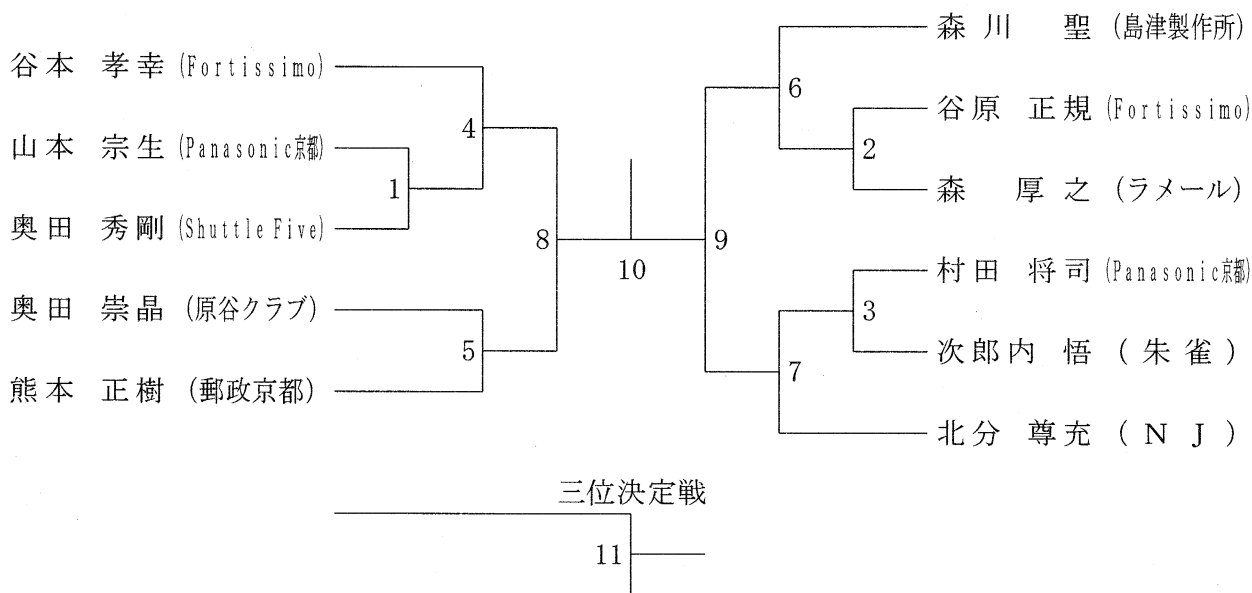 谷本 孝幸 (Fortissimo)
山本 宗生 (Panasonic京都)
奥田 秀剛 (Shuttle Five)
奥田 崇晶 (原谷クラブ)
熊本 正樹 (郵政京都)
4
1
8
5
10
森川 聖 (島津製作所)
谷原 正規 (Fortissimo)
森 厚之 (ラメール)
村田 将司 (Panasonic京都)
次郎内 悟 (朱雀)
北分 尊充 (NJ)
6
2
9
3
7
三位決定戦
11